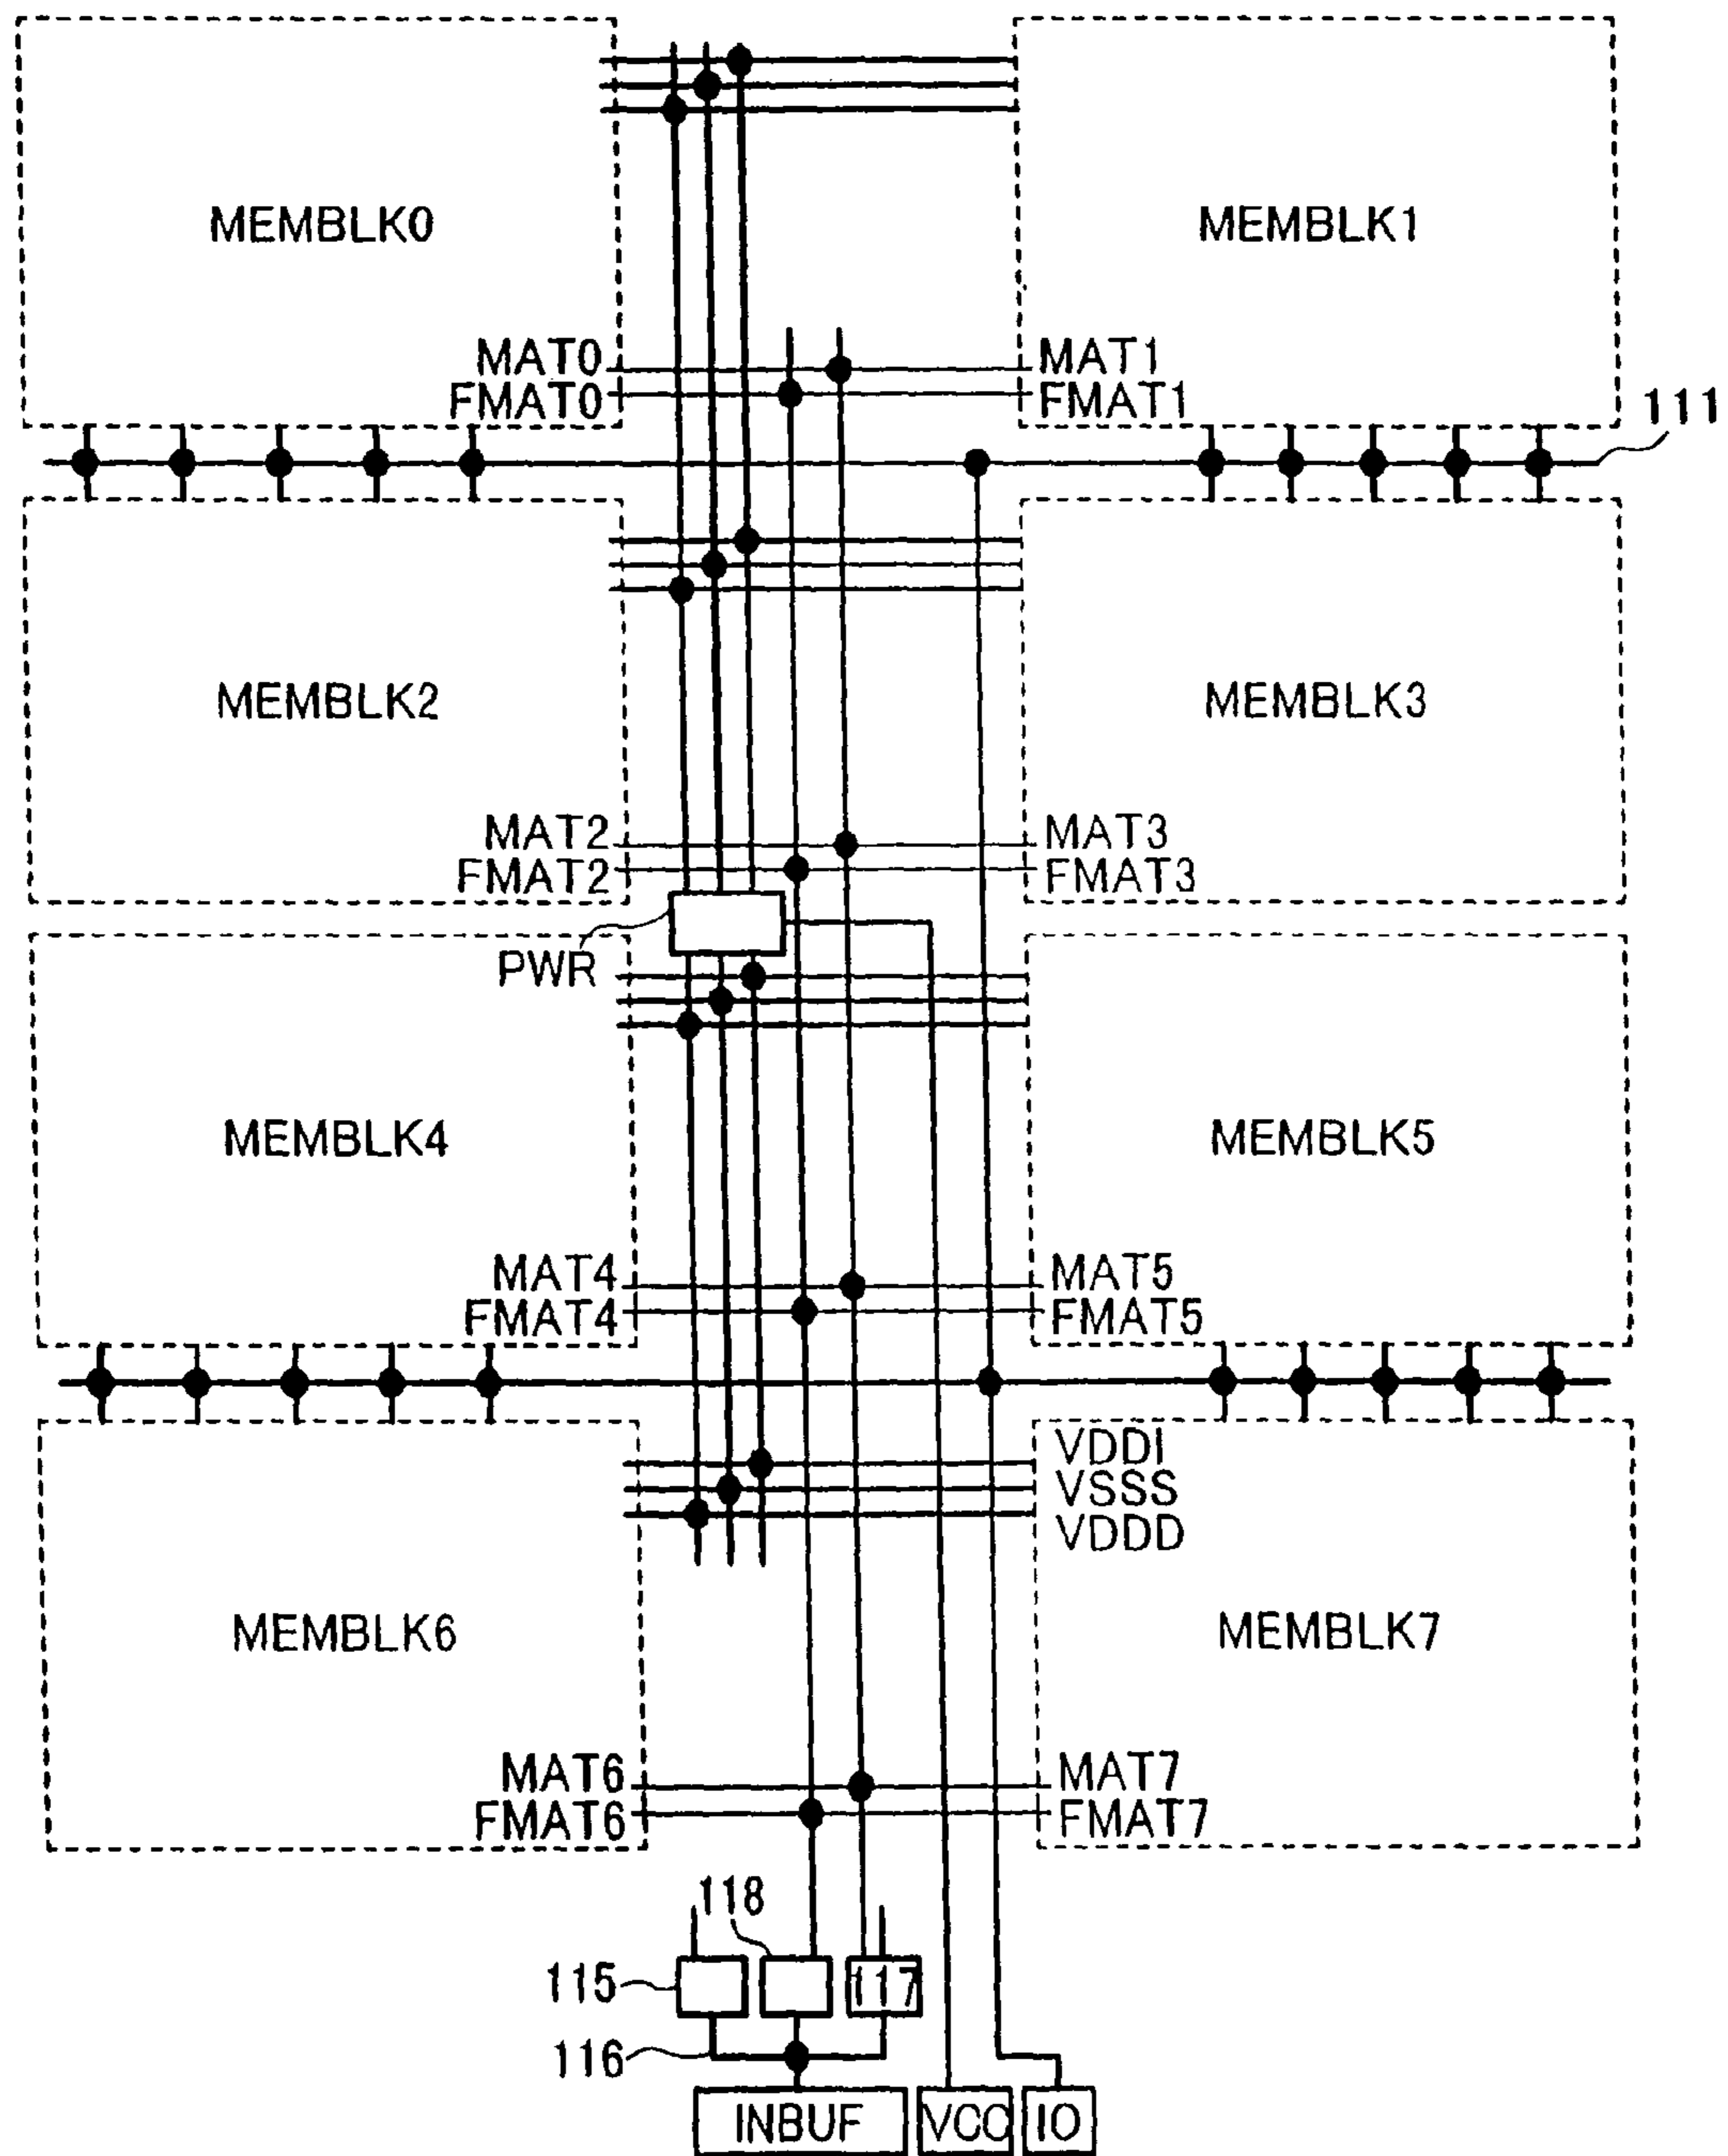 MEMBLK0 MEMBLK1
MAT0 MAT1
FMAT0 FMAT1
111
MEMBLK2 MEMBLK3
MAT2 MAT3
FMAT2 FMAT3
PWR
MEMBLK4 MEMBLK5
MAT4 MAT5
FMAT4 FMAT5
VDDI
VSSS
VDDD
MEMBLK6 MEMBLK7
MAT6 MAT7
FMAT6 FMAT7
118
115 117
116
INBUF VCC IO